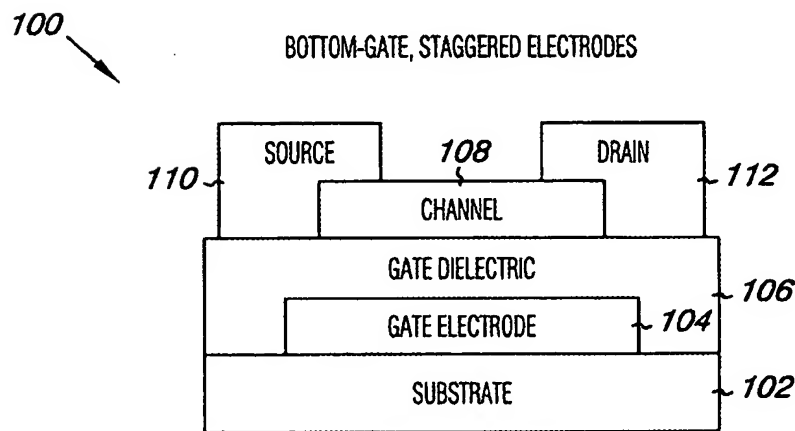 100
BOTTOM-GATE, STAGGERED ELECTRODES
SOURCE
108
DRAIN
110
112
CHANNEL
GATE DIELECTRIC
106
GATE ELECTRODE
104
SUBSTRATE
102